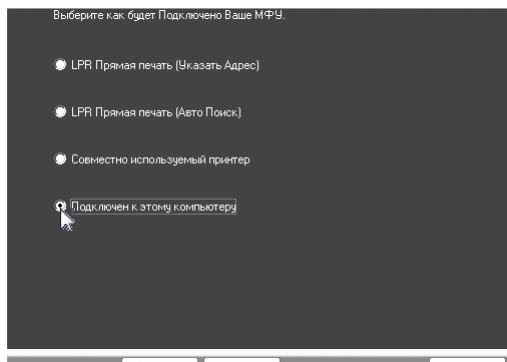 Выберите как будет Подключено Ваше МФУ.
LPR Прямая печать (Указать Адрес)
LPR Прямая печать (Авто Поиск)
Совместно используемый принтер
Подключен к этому компьютеру